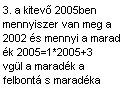 3. a kitevő 2005ben
mennyiszer van meg a
2002 és mennyi a marad
ék 2005=1*2005+3
vgül a maradék a
felbontá s maradéka